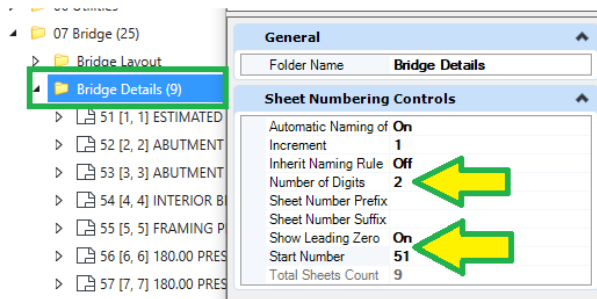 07 Bridge (25)
Bridge Layout
Bridge Details (9)
51 [1, 1] ESTIMATED
52 [2, 2] ABUTMENT
53 [3, 3] ABUTMENT
54 [4, 4] INTERIOR
55 [5, 5] FRAMING
56 [6, 6] 180.00 PRES
57 [7, 7] 180.00 PRES
General
Folder Name Bridge Details
Sheet Numbering Controls
Automatic Naming of On
Increment 1
Inherit Naming Rule Off
Number of Digits 2
Sheet Number Prefix
Sheet Number Suffix
Show Leading Zero On
Start Number 51
Total Sheets Count 9